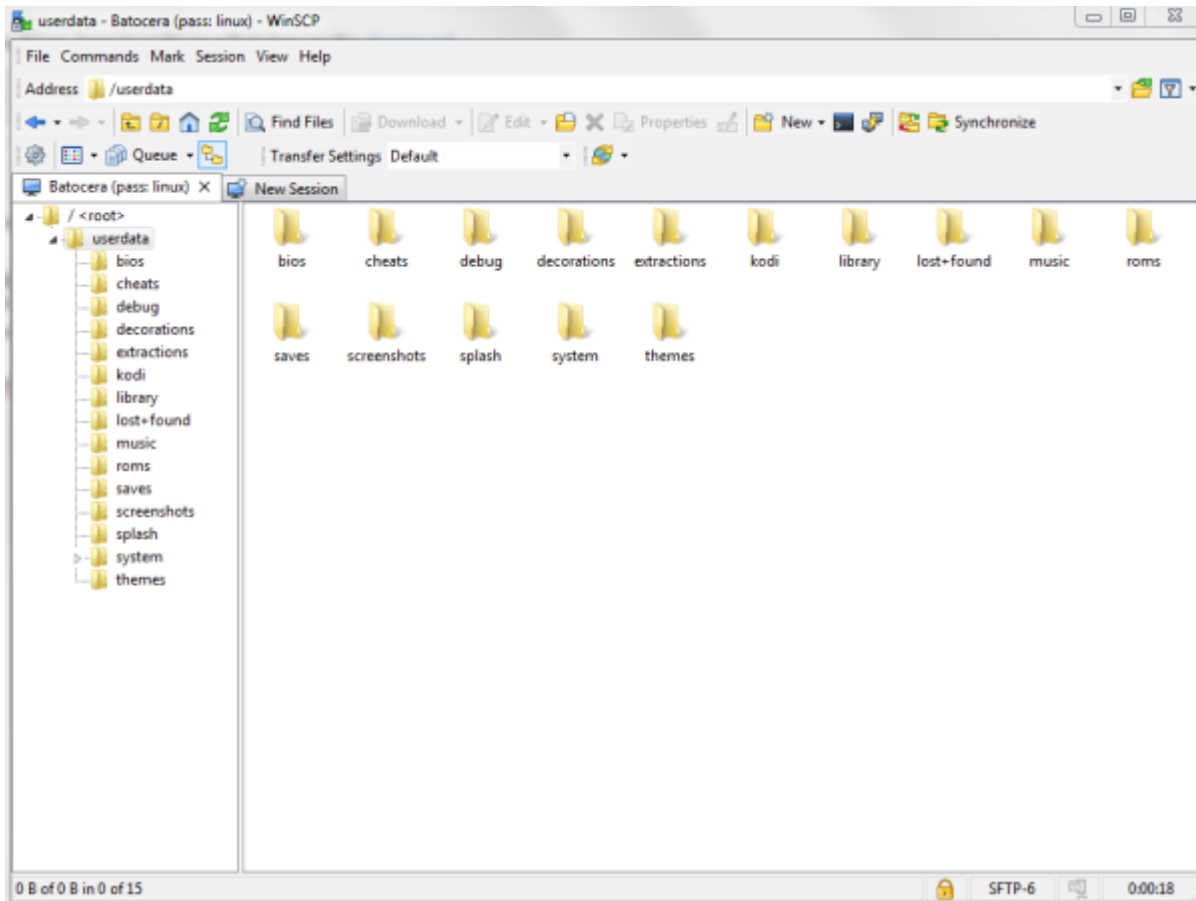 userdata - Batocera (pass: linux) - WinSCP
File Commands Mark Session View Help
Address /userdata
Find Files Download Edit Properties New Synchronize
Queue Transfer Settings Default
Batocera (pass: linux) New Session
/ <root>
userdata
bios
cheats
debug
decorations
extractions
kodi
library
lost+found
music
roms
saves
screenshots
splash
system
themes
bios cheats debug decorations extractions kodi library lost+found music roms
saves screenshots splash system themes
0 B of 0 B in 0 of 15 SFTP-6 0:00:18